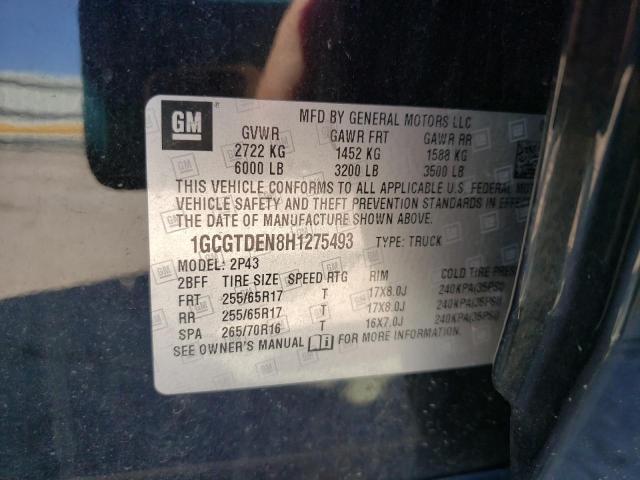 GM
MFD BY GENERAL MOTORS LLC
GVWR GAWR FRT GAWR RR
2722 KG 1452 KG 1588 KG
6000 LB 3200 LB 3500 LB
THIS VEHICLE CONFORMS TO ALL APPLICABLE U.S. FEDERAL
VEHICLE SAFETY AND THEFT PREVENTION STANDARDS IN EFFE
THE DATE OF MANUFACTURE SHOWN ABOVE.
1GCGTDEN8H1275493 TYPE: TRUCK
MODEL: 2P43
2BFF TIRE SIZE SPEED RTG RIM COLD TIRE
FRT 255/65R17 T 17X8.0J 240KPA(35PSI)
RR 255/65R17 T 17X8.0J 240KPA(35PSI)
SPA 265/70R16 T 16X7.0J 240KPA(35PSI)
SEE OWNER'S MANUAL FOR MORE INFORMATION